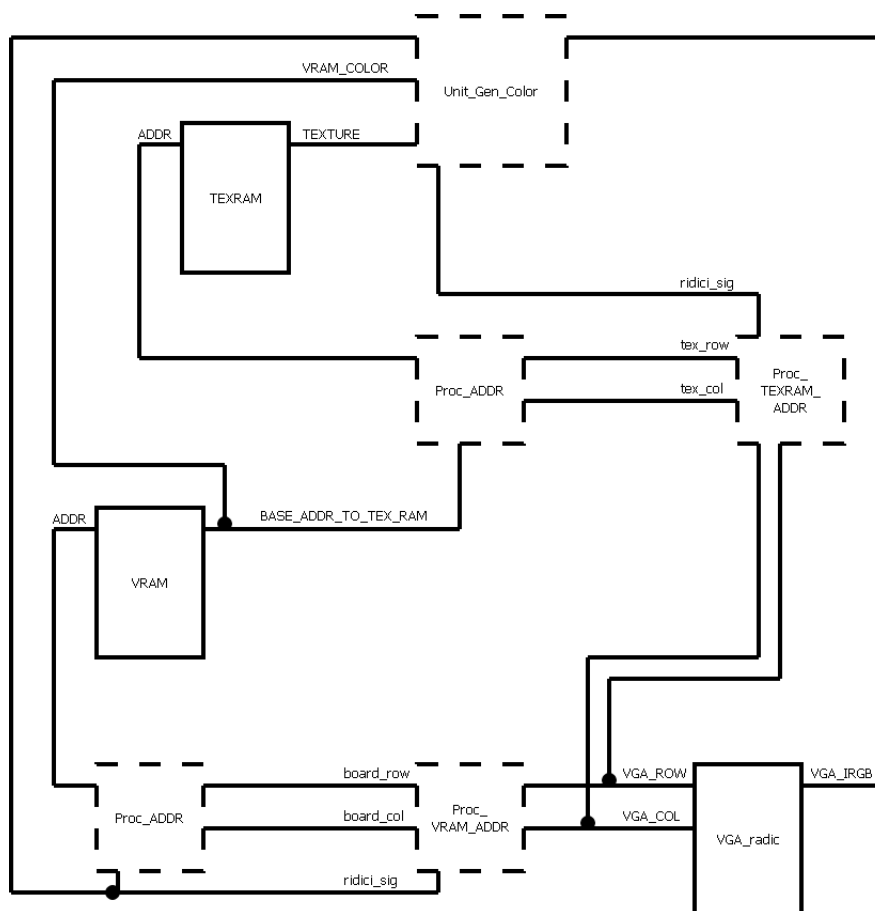 VRAM_COLOR
Unit_Gen_Color
ADDR
TEXTURE
TEXRAM
ridici_sig
tex_row
Proc_ADDR
tex_col
Proc_
TEXRAM_
ADDR
ADDR
BASE_ADDR_TO_TEX_RAM
VRAM
board_row
VGA_ROW
VGA_IRGB
Proc_ADDR
board_col
Proc_
VRAM_ADDR
VGA_COL
VGA_radic
ridici_sig